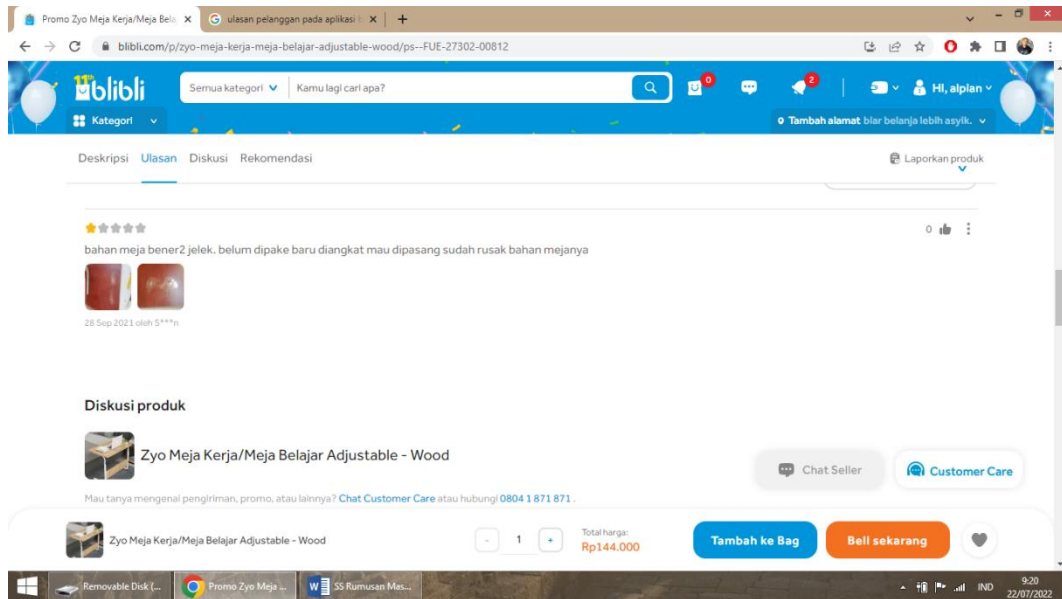 Promo Zyo Meja Kerja/Meja Bela
ulasan pelanggan pada aplikasi b
blibli.com/p/zyo-meja-kerja-meja-belajar-adjustable-wood/ps--FUE-27302-00812
11th blibli
Semua kategori
Kamu lagi cari apa?
0
2
Hi, alplan
Kategori
Tambah alamat biar belanja lebih asyik.
Deskripsi Ulasan Diskusi Rekomendasi
Laporkan produk
0
bahan meja bener2 jelek. belum dipake baru diangkat mau dipasang sudah rusak bahan mejanya
28 Sep 2021 oleh S***n
Diskusi produk
Zyo Meja Kerja/Meja Belajar Adjustable - Wood
Chat Seller
Customer Care
Mau tanya mengenai pengiriman, promo, atau lainnya? Chat Customer Care atau hubungi 0804 1 871 871 .
Zyo Meja Kerja/Meja Belajar Adjustable - Wood
- 1 +
Total harga:
Rp144.000
Tambah ke Bag
Beli sekarang
Removable Disk (...
Promo Zyo Meja ...
SS Rumusan Mas...
IND
9:20
22/07/2022